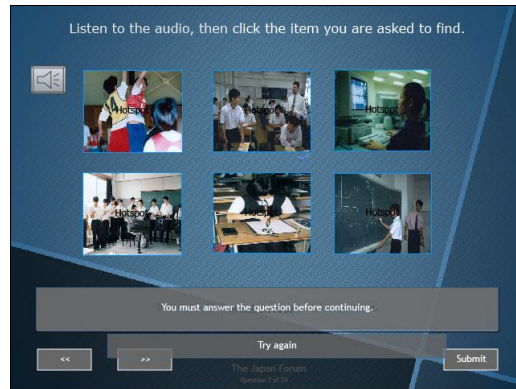 Listen to the audio, then click the item you are asked to find.
Hotspot Hotspot Hotspot
Hotspot Hotspot Hotspot
You must answer the question before continuing.
Try again
<< >> Submit
The Japan Forum
Question 2 of 24